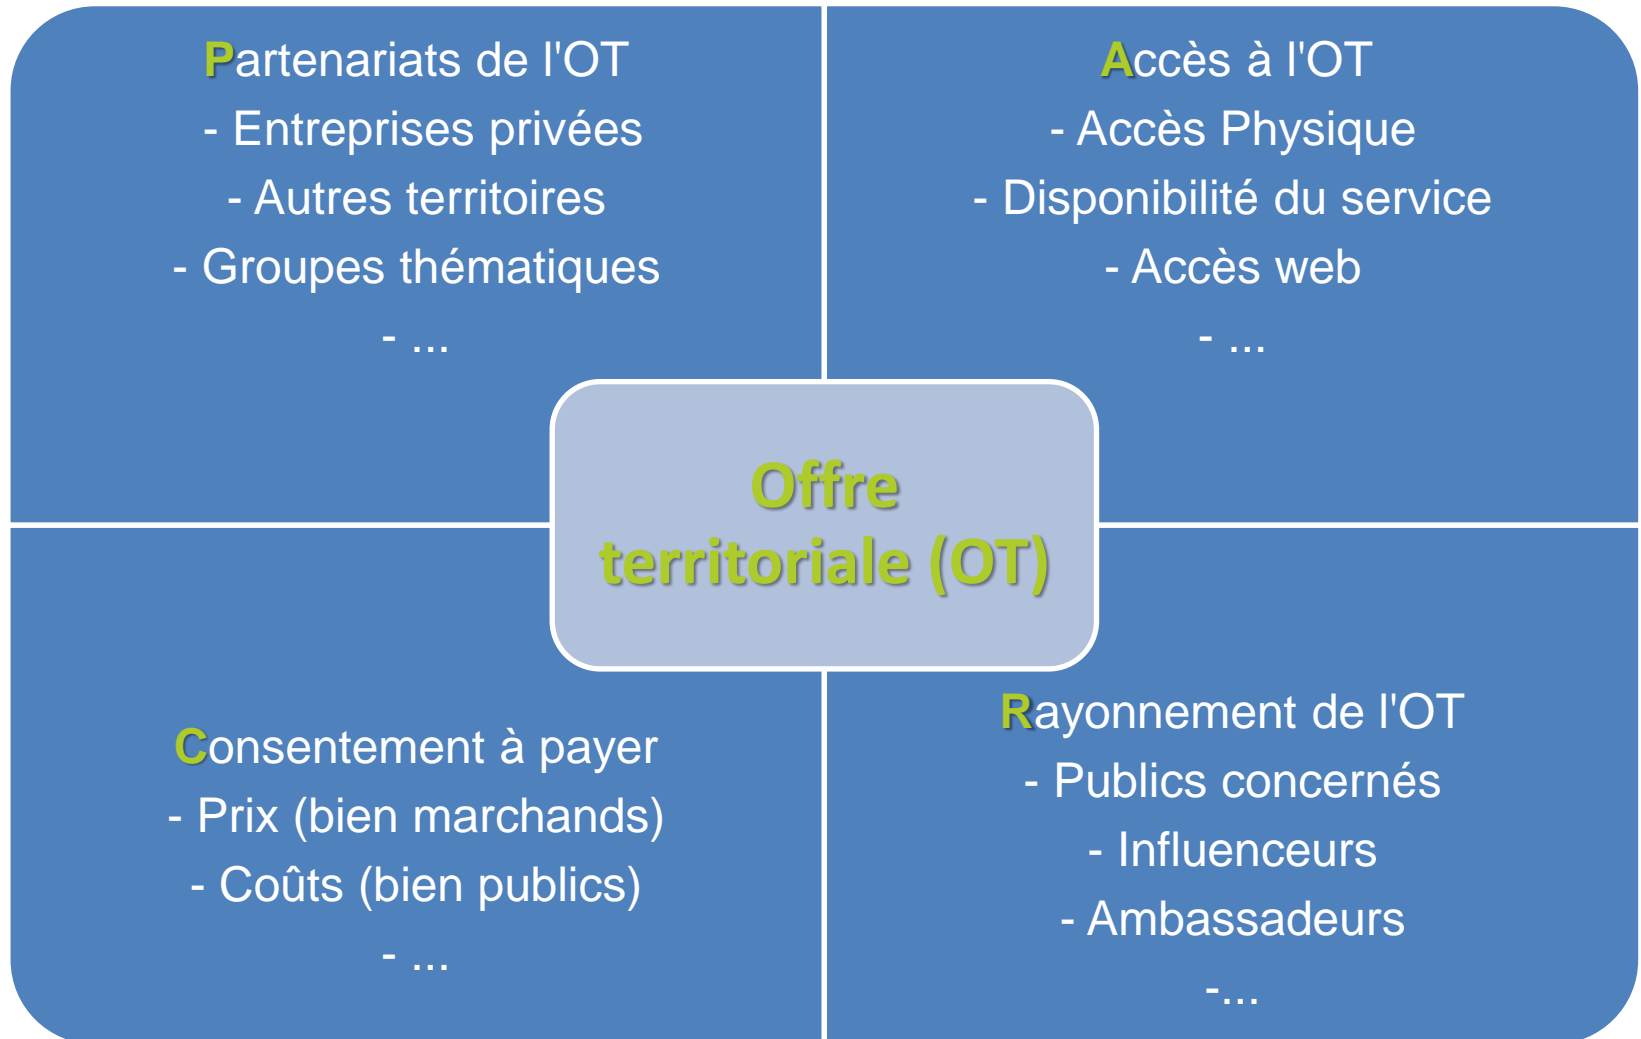 Partenariats de l'OT
- Entreprises privées
- Autres territoires
- Groupes thématiques
- ...
Accès à l'OT
- Accès Physique
- Disponibilité du service
- Accès web
- ...
Offre
territoriale (OT)
Consentement à payer
- Prix (bien marchands)
- Coûts (bien publics)
- ...
Rayonnement de l'OT
- Publics concernés
- Influenceurs
- Ambassadeurs
-...